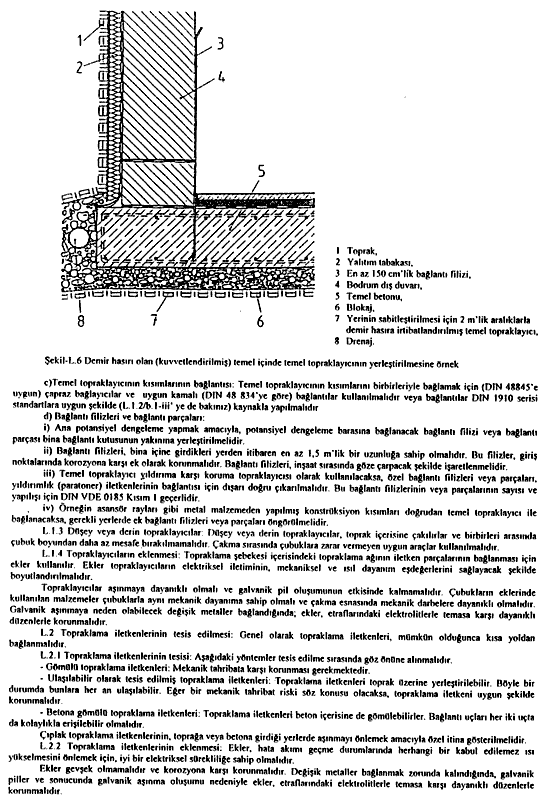 1
2
3
4
5
8
7
6
1 Toprak,
2 Yalıtım tabakası,
3 En az 150 cm'lik bağlantı filizi,
4 Bodrum dış duvarı,
5 Temel betonu,
6 Blokaj,
7 Yerinin sabitleştirilmesi için 2 m'lik aralıklarla
demir hasıra irtibatlandırılmış temel topraklayıcı,
8 Drenaj.
Şekil-L.6 Demir hasırı olan (kuvvetlendirilmiş) temel içinde temel topraklayıcının yerleştirilmesine örnek
c)Temel topraklayıcının kısımlarının bağlantısı: Temel topraklayıcının kısımlarını birbirleriyle bağlamak için (DIN 48845'e
uygun) çapraz bağlayıcılar ve uygun kamalı (DIN 48 834'ye göre) bağlantılar kullanılmalıdır veya bağlantılar DIN 1910 serisi
standartlara uygun şekilde (L.1.2/b.1-iii' ye de bakınız) kaynakla yapılmalıdır
iii) Bağlantı filizleri ve bağlantı parçaları:
i) Ana potansiyel dengeleme yapmak amacıyla, potansiyel dengeleme barasına bağlanacak bağlantı filizi veya bağlantı
parçası bina bağlantı kutusunun yakınına yerleştirilmelidir.
ii) Bağlantı filizleri, bina içine girdikleri yerden itibaren en az 1,5 m'lik bir uzunluğa sahip olmalıdır. Bu filizler, giriş
noktalarında korozyona karşı ek olarak korunmalıdır. Bağlantı filizleri, inşaat sırasında göze çarpacak şekilde işaretlenmelidir.
iii) Temel topraklayıcı yıldırıma karşı koruma topraklayıcısı olarak kullanılacaksa, özel bağlantı filizleri veya parçaları,
yıldırımlık (paratoner) iletkenlerinin bağlantısı için dışarı doğru çıkarılmalıdır. Bu bağlantı filizlerinin veya parçalarının sayısı ve
yapılışı için DIN VDE 0185 Kısım 1 geçerlidir.
iv) Örneğin asansör rayları gibi metal malzemeden yapılmış konstrüksiyon kısımları doğrudan temel topraklayıcı ile
bağlanacaksa, gerekli yerlerde ek bağlantı filizleri veya parçaları öngörülmelidir.
L.1.3 Düşey veya derin topraklayıcılar: Düşey veya derin topraklayıcılar, toprak içerisine çakılırlar ve birbirleri arasında
çubuk boyundan daha az mesafe bırakılmamalıdır. Çakma sırasında çubuklara zarar vermeyen uygun araçlar kullanılmalıdır.
L.1.4 Topraklayıcıların eklenmesi: Topraklama şebekesi içerisindeki topraklama ağının iletken parçalarının bağlanması için
ekler kullanılır. Ekler topraklayıcıların elektriksel iletiminin, mekaniksel ve ısıl dayanım eşdeğerlerini sağlayacak şekilde
boyutlandırılmalıdır.
Topraklayıcılar aşınmaya dayanıklı olmalı ve galvanik pil oluşumunun etkisinde kalmamalıdır. Çubukların eklerinde
kullanılan malzemeler çubuklarla aynı mekanik dayanıma sahip olmalı ve çakma esnasında mekanik darbelere dayanıklı olmalıdır.
Galvanik aşınmaya neden olabilecek değişik metaller bağlandığında; ekler, etraflarındaki elektrolitlerle temasa karşı dayanıklı
düzenlerle korunmalıdır.
L.2 Topraklama iletkenlerinin tesis edilmesi: Genel olarak topraklama iletkenleri, mümkün olduğunca kısa yoldan
bağlanmalıdır.
L.2.1 Topraklama iletkenlerinin tesisi: Aşağıdaki yöntemler tesis edilme sırasında göz önüne alınmalıdır.
- Gömülü topraklama iletkenleri: Mekanik tahribata karşı korunması gerekmektedir.
- Ulaşılabilir olarak tesis edilmiş topraklama iletkenleri: Topraklama iletkenleri toprak üzerine yerleştirilebilir. Böyle bir
durumda bunlara her an ulaşılabilir. Eğer bir mekanik tahribat riski söz konusu olacaksa, topraklama iletkeni uygun şekilde
korunmalıdır.
- Betona gömülü topraklama iletkenleri: Topraklama iletkenleri beton içerisine de gömülebilirler. Bağlantı uçları her iki uçta
da kolaylıkla erişilebilir olmalıdır.
Çıplak topraklama iletkenlerinin, toprağa veya betona girdiği yerlerde aşınmayı önlemek amacıyla özel itina gösterilmelidir.
L.2.2 Topraklama iletkenlerinin eklenmesi: Ekler, hata akımı geçme durumlarında herhangi bir kabul edilemez ısı
yükselmesini önlemek için, iyi bir elektriksel sürekliliğe sahip olmalıdır.
Ekler gevşek olmamalıdır ve korozyona karşı korunmalıdır. Değişik metaller bağlanmak zorunda kalındığında, galvanik
piller ve sonucunda galvanik aşınma oluşumu nedeniyle ekler, etraflarındaki elektrolitlerle temasa karşı dayanıklı düzenlerle
korunmalıdır.